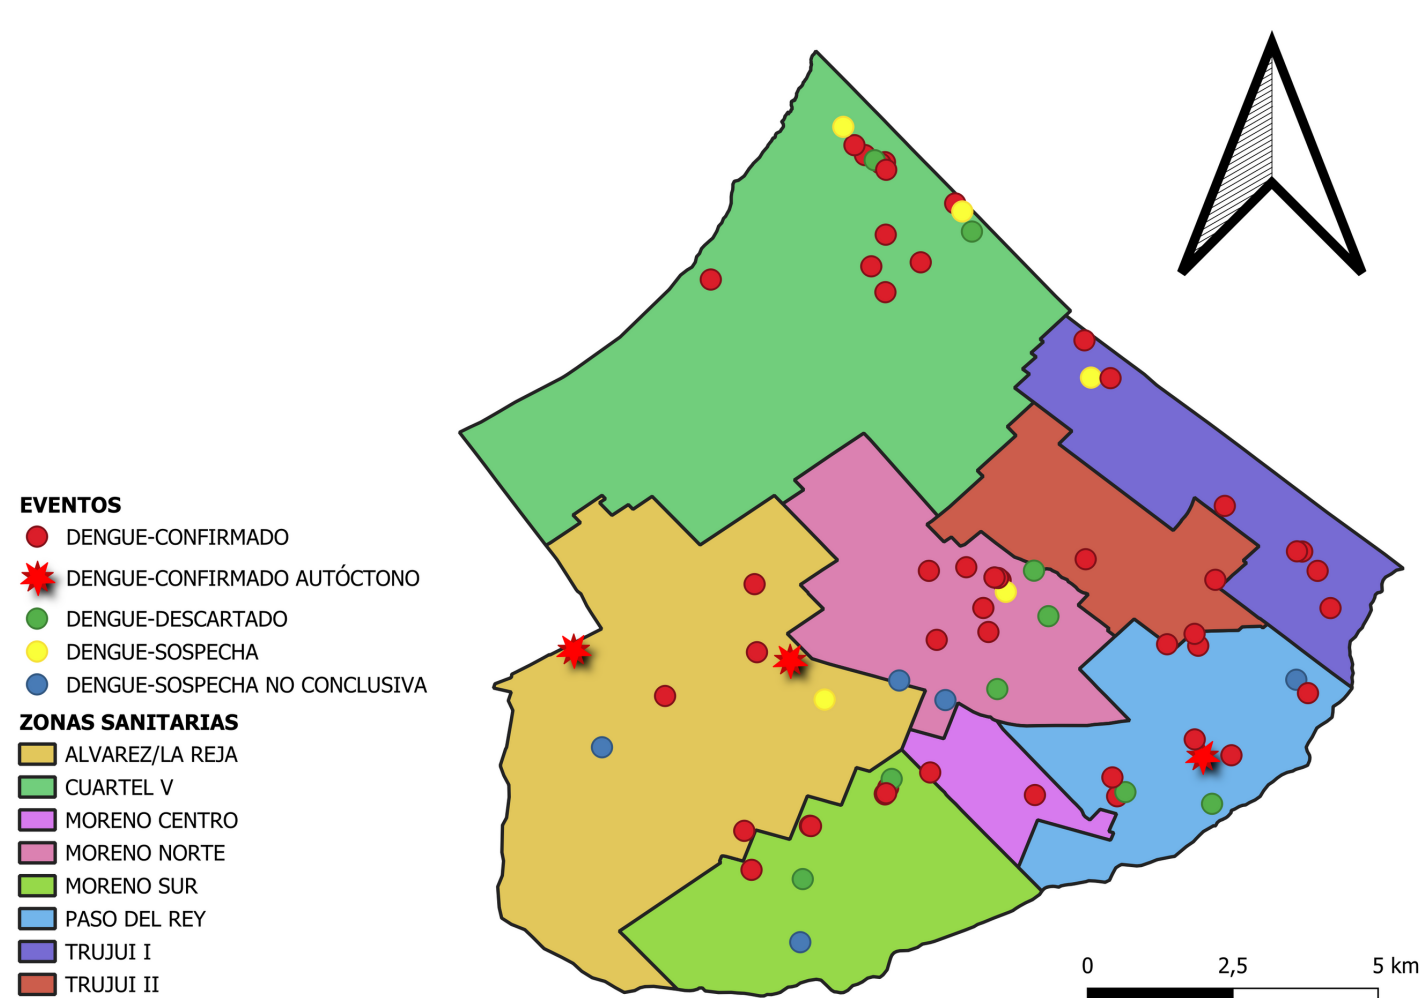 EVENTOS
DENGUE-CONFIRMADO
DENGUE-CONFIRMADO AUTÓCTONO
DENGUE-DESCARTADO
DENGUE-SOSPECHA
DENGUE-SOSPECHA NO CONCLUSIVA
ZONAS SANITARIAS
ALVAREZ/LA REJA
CUARTEL V
MORENO CENTRO
MORENO NORTE
MORENO SUR
PASO DEL REY
TRUJUI I
TRUJUI II
0 2,5 5 km